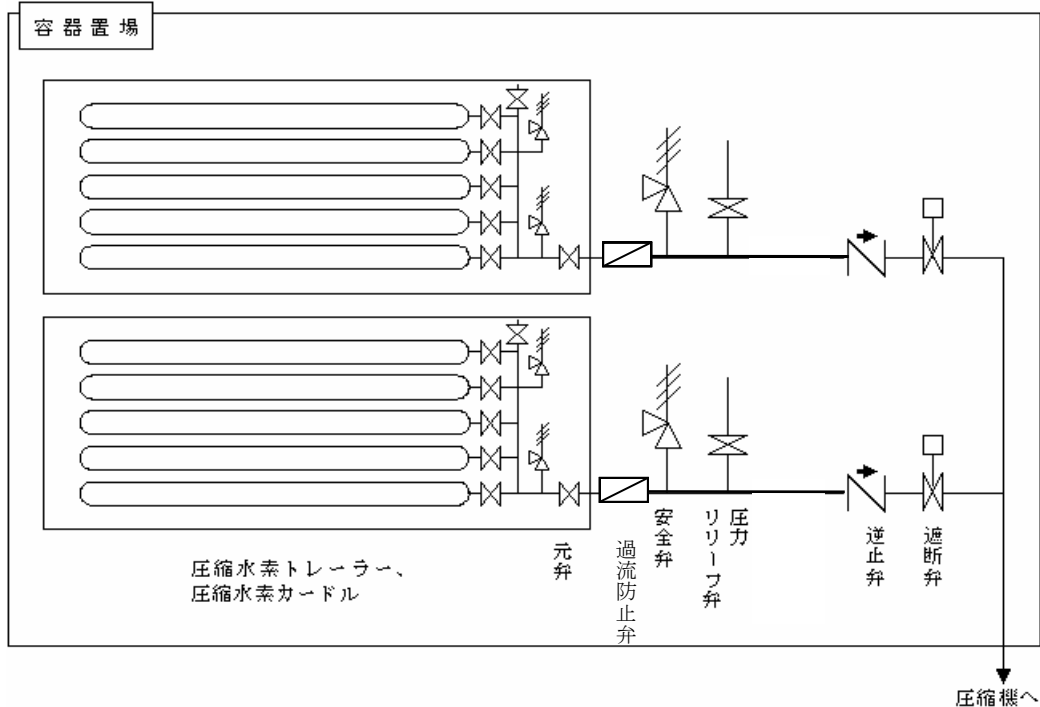 容器置場
圧縮水素トレーラー、
圧縮水素カードル
元弁
過流防止弁
安全弁
圧力
リリーフ弁
逆止弁
遮断弁
圧縮機へ